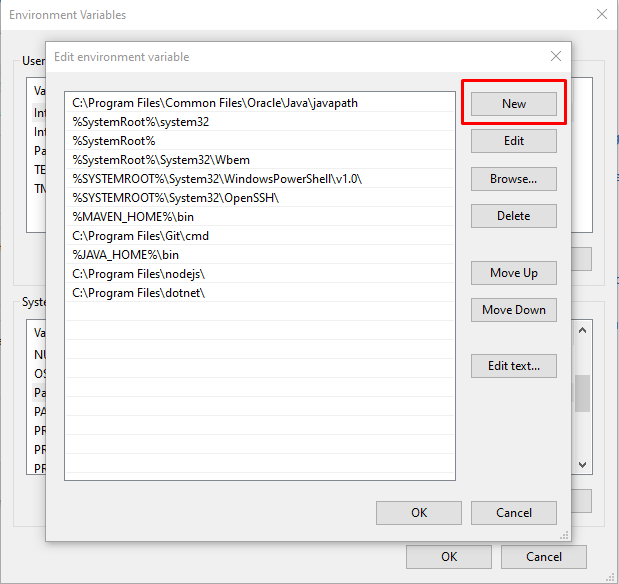 Environment Variables
Edit environment variable
User
Va
C:\Program Files\Common Files\Oracle\Java\javapath
New
%SystemRoot%\system32
%SystemRoot%
Edit
%SystemRoot%\System32\Wbem
%SYSTEMROOT%\System32\WindowsPowerShell\v1.0\
Browse...
%SYSTEMROOT%\System32\OpenSSH\
%MAVEN_HOME%\bin
Delete
C:\Program Files\Git\cmd
%JAVA_HOME%\bin
C:\Program Files\nodejs\
Move Up
C:\Program Files\dotnet\
Move Down
Edit text...
Int
Int
Pa
TE
TM
Syste
Va
NU
OS
Pa
PA
PR
PR
PR
OK
Cancel
OK
Cancel